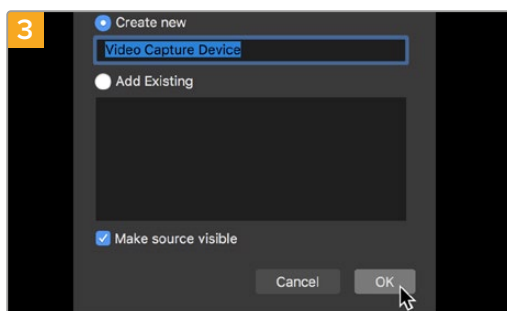 3
Create new
Video Capture Device
Add Existing
Make source visible
Cancel OK